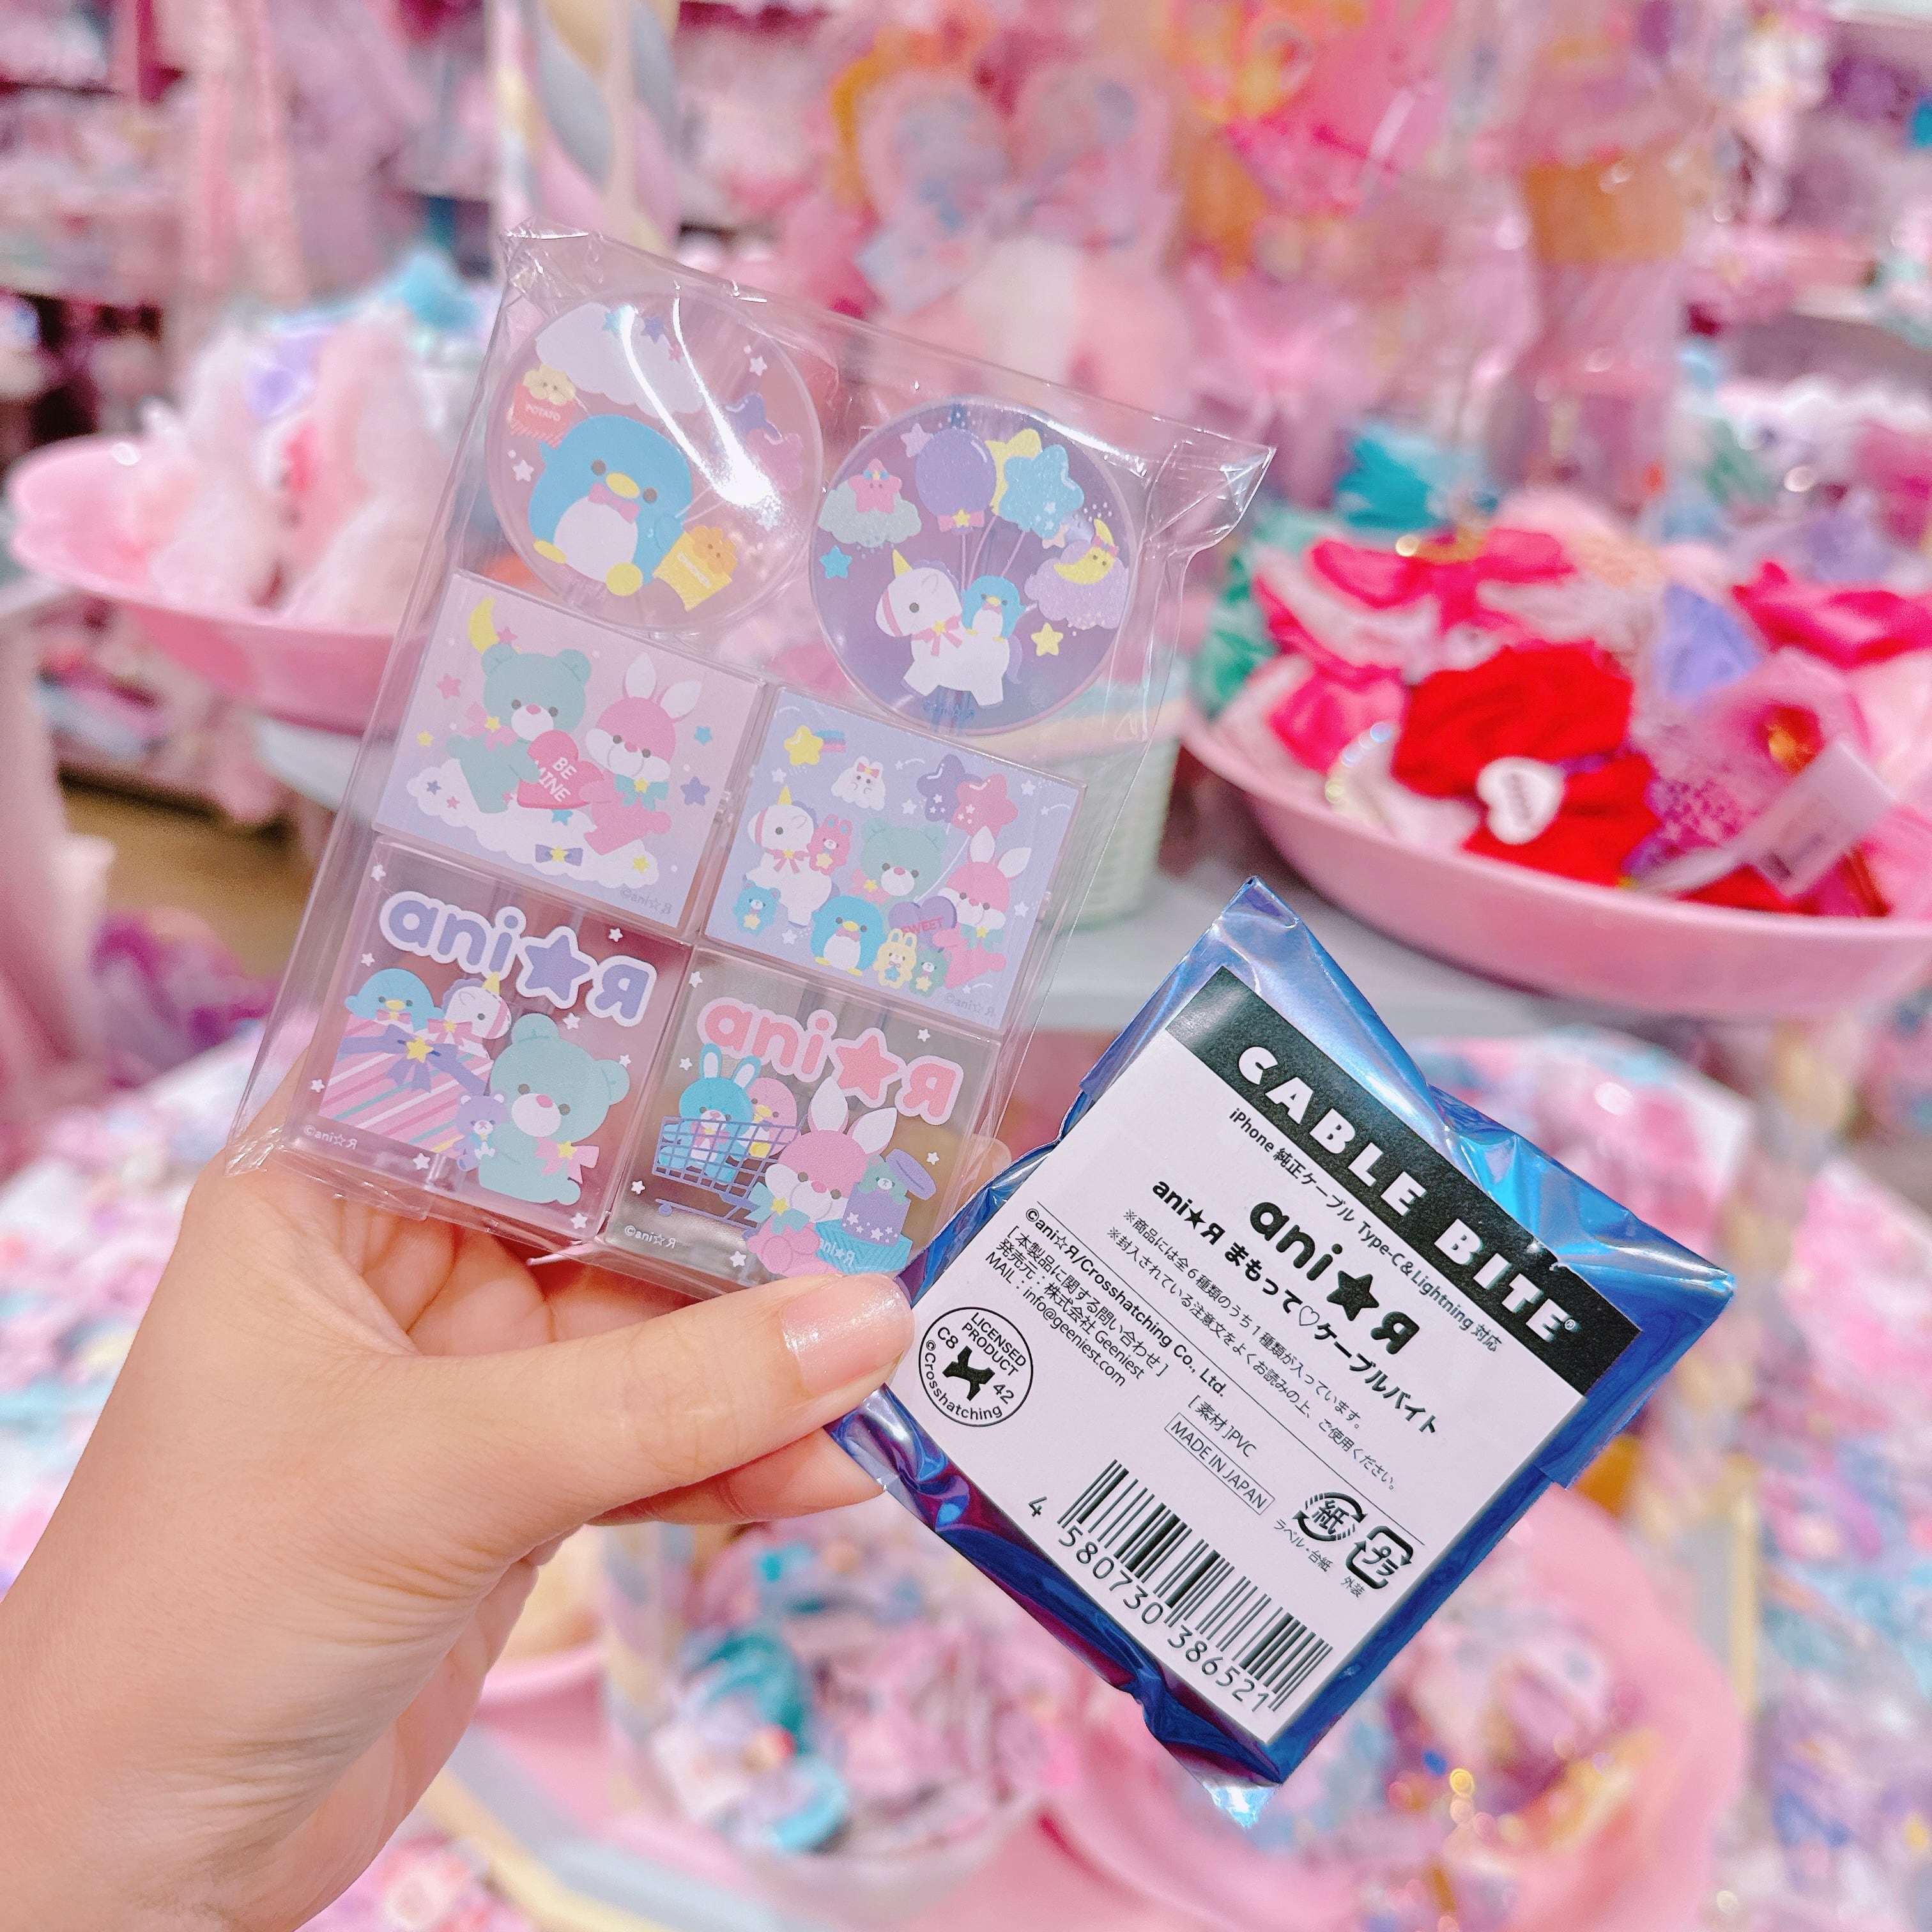 POTATO
CHICKEN
BE
MINE
©ani☆Я
SWEET
©ani☆Я
ani★Я
©ani☆Я
ani★Я
©ani☆Я
ani★Я
CABLE BITE®
iPhone 純正ケーブル Type-C & Lightning 対応
ani★Я
ani★Я まもって♡ケーブルバイト
※商品には全6種類のうち1種類が入っています。
※封入されている注意文をよくお読みの上、ご使用ください。
©ani☆Я/Crosshatching Co., Ltd.
[ 本製品に関する問い合わせ ]
発売元：株式会社 Geeniest
MAIL：info@geeniest.com
LICENSED
PRODUCT
C8 42
©Crosshatching
[ 素材 ]PVC
MADE IN JAPAN
紙
ラベル・台紙
プラ
外装
4 580730 386521